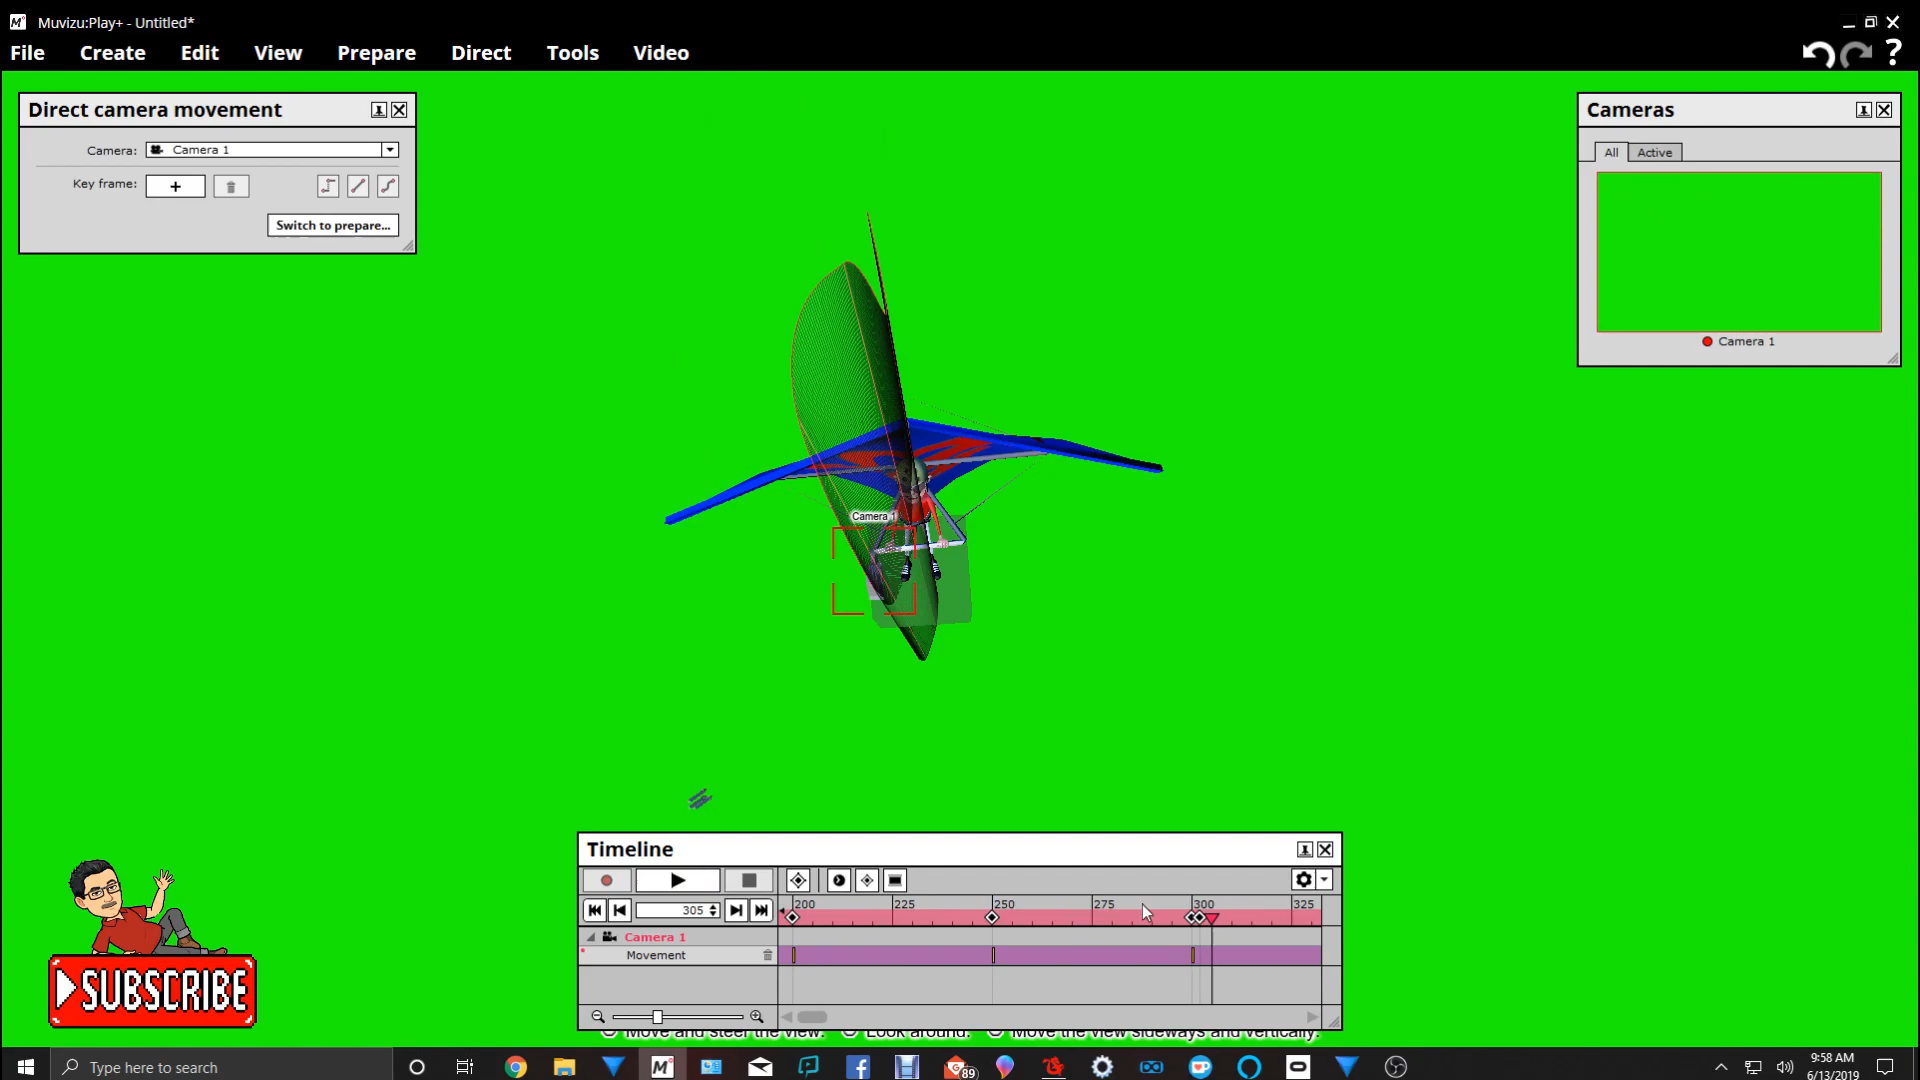 Muvizu:Play+ - Untitled*
File Create Edit View Prepare Direct Tools Video ?
Direct camera movement
Camera: Camera 1
Key frame: +
Switch to prepare...
Cameras
All Active
Camera 1
Camera 1
Timeline
305 200 225 250 275 300 325
Camera 1
Movement
Move and steer the view. Look around. Move the view sideways and vertically.
SUBSCRIBE
Type here to search
89
9:58 AM
6/13/2019